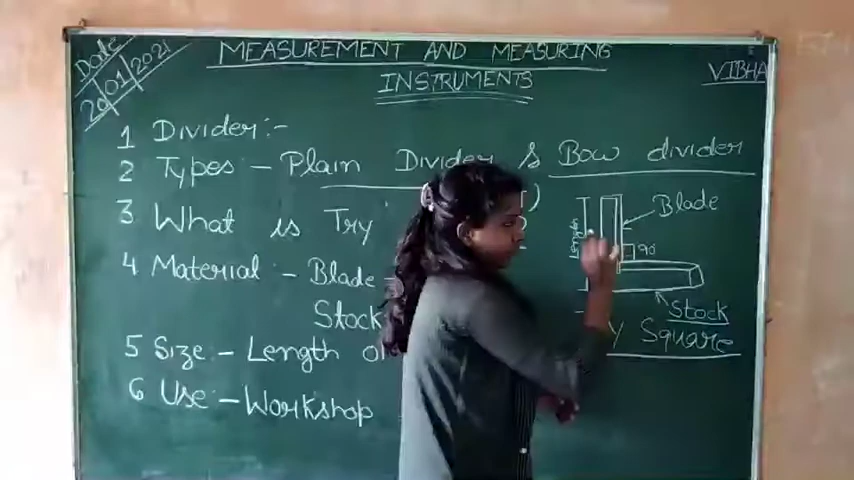 Date
20/01/2021
MEASUREMENT AND MEASURING
INSTRUMENTS
VIBHA
1 Divider:-
2 Types - Plain Divider & Bow divider
3 What is Try
4 Material - Blade -
Stock
5 Size - Length
6 Use - Workshop
Blade
90
Stock
Square